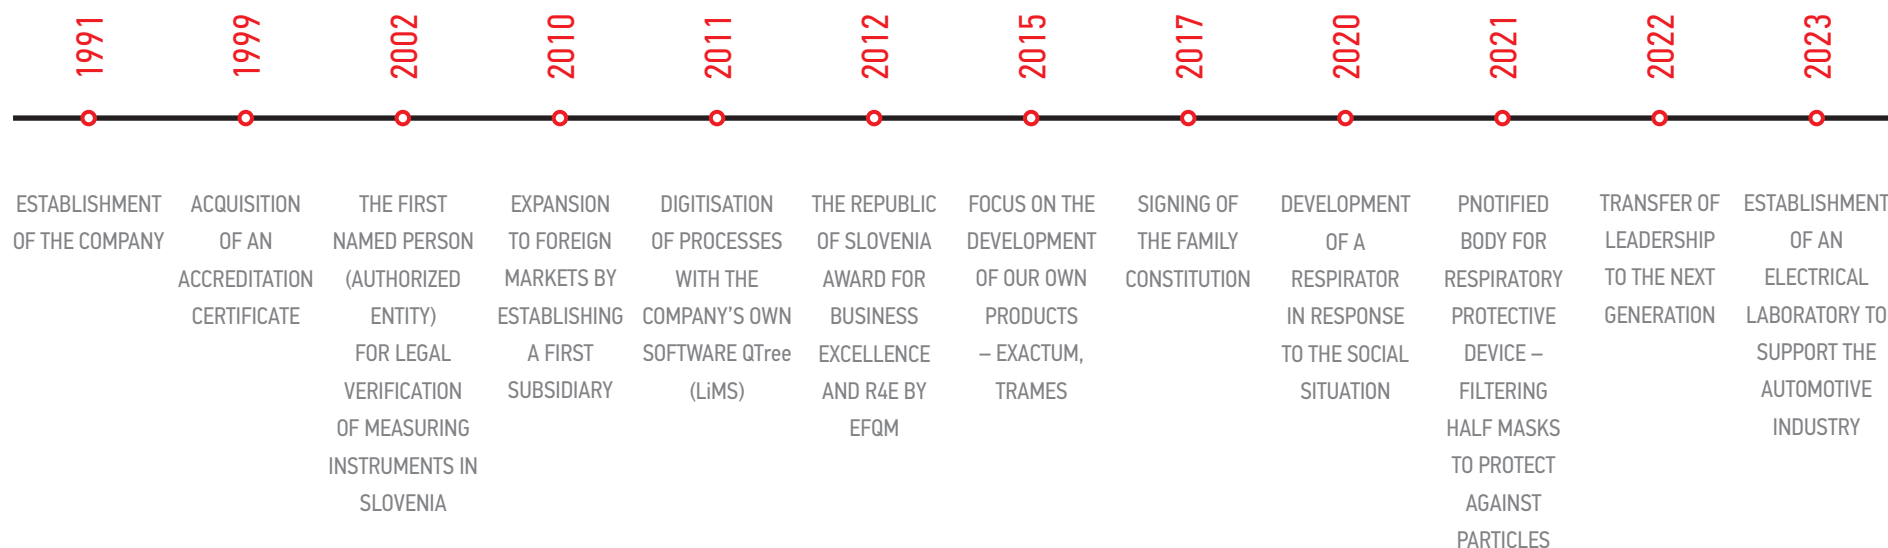 1991
ESTABLISHMENT
OF THE COMPANY
1999
ACQUISITION
OF AN
ACCREDITATION
CERTIFICATE
2002
THE FIRST
NAMED PERSON
(AUTHORIZED
ENTITY)
FOR LEGAL
VERIFICATION
OF MEASURING
INSTRUMENTS IN
SLOVENIA
2010
EXPANSION
TO FOREIGN
MARKETS BY
ESTABLISHING
A FIRST
SUBSIDIARY
2011
DIGITISATION
OF PROCESSES
WITH THE
COMPANY'S OWN
SOFTWARE QTree
(LiMS)
2012
THE REPUBLIC
OF SLOVENIA
AWARD FOR
BUSINESS
EXCELLENCE
AND R4E BY
EFQM
2015
FOCUS ON THE
DEVELOPMENT
OF OUR OWN
PRODUCTS
– EXACTUM,
TRAMES
2017
SIGNING OF
THE FAMILY
CONSTITUTION
2020
DEVELOPMENT
OF A
RESPIRATOR
IN RESPONSE
TO THE SOCIAL
SITUATION
2021
PNOTIFIED
BODY FOR
RESPIRATORY
PROTECTIVE
DEVICE –
FILTERING
HALF MASKS
TO PROTECT
AGAINST
PARTICLES
2022
TRANSFER OF
LEADERSHIP
TO THE NEXT
GENERATION
2023
ESTABLISHMENT
OF AN
ELECTRICAL
LABORATORY TO
SUPPORT THE
AUTOMOTIVE
INDUSTRY